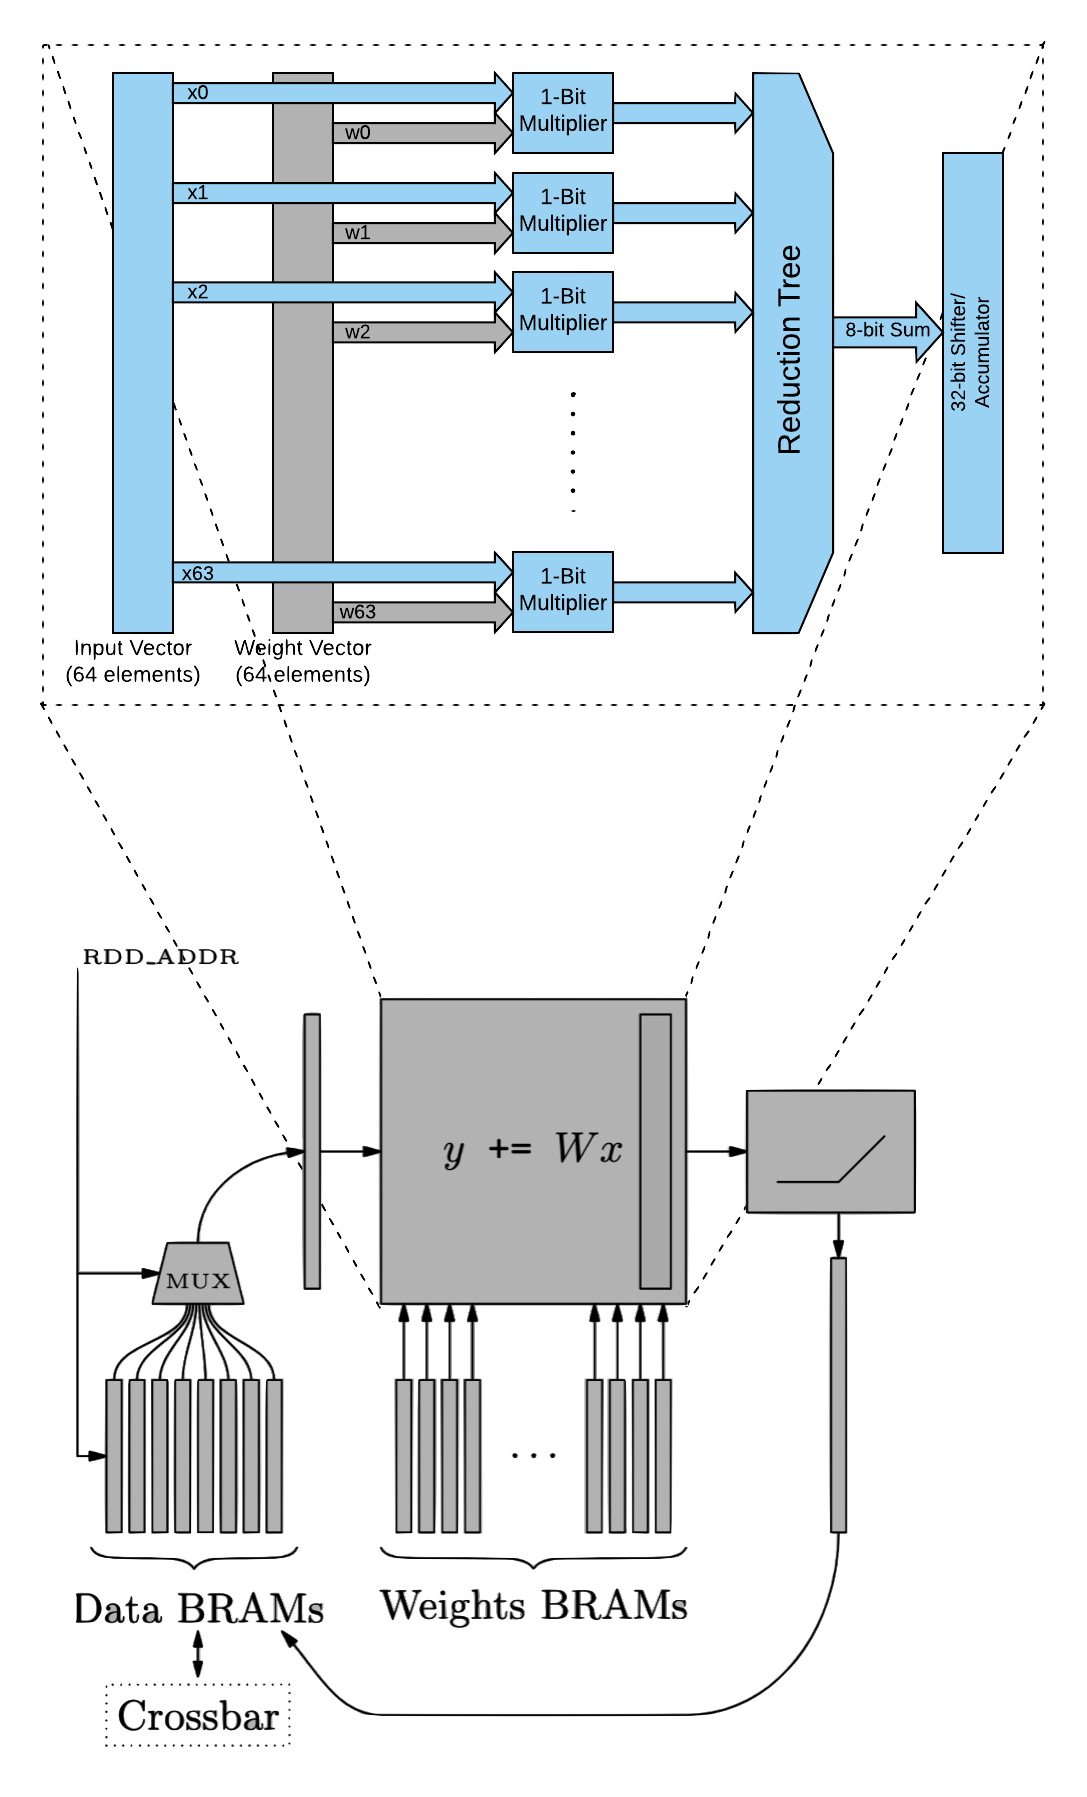 x0
1-Bit
Multiplier
w0
x1
1-Bit
Multiplier
w1
x2
1-Bit
Multiplier
w2
Reduction Tree
8-bit Sum
32-bit Shifter/
Accumulator
x63
1-Bit
Multiplier
w63
Input Vector
(64 elements)
Weight Vector
(64 elements)
RDD_ADDR
y += Wx
MUX
...
Data BRAMs
Weights BRAMs
Crossbar